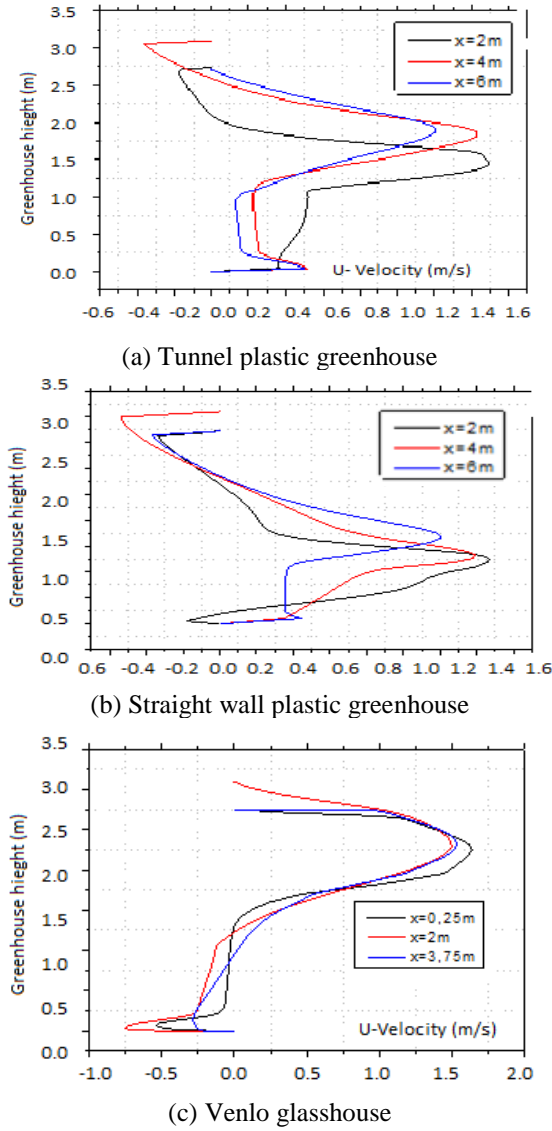 3.5
3.0
2.5
2.0
1.5
1.0
0.5
0.0
Greenhouse hieght (m)
x=2m
x=4m
x=6m
U- Velocity (m/s)
-0.6 -0.4 -0.2 0.0 0.2 0.4 0.6 0.8 1.0 1.2 1.4 1.6
(a) Tunnel plastic greenhouse
3.5
3.0
2.5
2.0
1.5
1.0
0.5
0.0
Greenhouse hieght (m)
x=2m
x=4m
x=6m
0.6 -0.4 -0.2 0.0 0.2 0.4 0.6 0.8 1.0 1.2 1.4 1.6
(b) Straight wall plastic greenhouse
3.5
3.0
2.5
2.0
1.5
1.0
0.5
0.0
Greenhouse hieght (m)
x=0,25m
x=2m
x=3,75m
U-Velocity (m/s)
-1.0 -0.5 0.0 0.5 1.0 1.5 2.0
(c) Venlo glasshouse